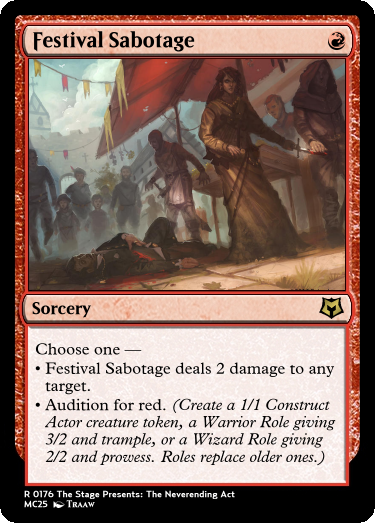 Festival Sabotage
Sorcery
Choose one —
• Festival Sabotage deals 2 damage to any
target.
• Audition for red. (Create a 1/1 Construct
Actor creature token, a Warrior Role giving
3/2 and trample, or a Wizard Role giving
2/2 and prowess. Roles replace older ones.)
R 0176 The Stage Presents: The Neverending Act
MC25 Traaw